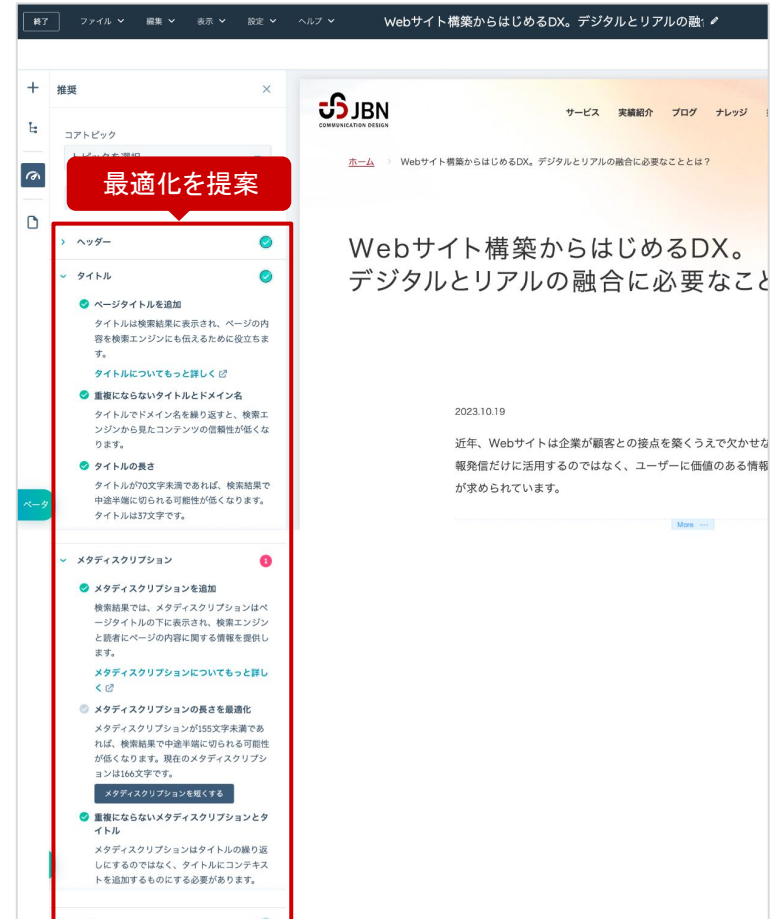 終了
ファイル
編集
表示
設定
ヘルプ
Webサイト構築からはじめるDX。デジタルとリアルの融
推奨
コアトピック
最適化を提案
ヘッダー
タイトル
ページタイトルを追加
タイトルは検索結果に表示され、ページの内
容を検索エンジンにも伝えるために役立ちま
す。
タイトルについてもっと詳しく
重複にならないタイトルとドメイン名
タイトルでドメイン名を繰り返すと、検索エ
ンジンから見たコンテンツの信頼性が低くな
ります。
タイトルの長さ
タイトルが70文字未満であれば、検索結果で
中途半端に切られる可能性が低くなります。
タイトルは37文字です。
ベータ
メタディスクリプション
1
メタディスクリプションを追加
検索結果では、メタディスクリプションはペ
ージタイトルの下に表示され、検索エンジン
と読者にページの内容に関する情報を提供し
ます。
メタディスクリプションについてもっと詳し
く
メタディスクリプションの長さを最適化
メタディスクリプションが155文字未満であ
れば、検索結果で中途半端に切られる可能性
が低くなります。現在のメタディスクリプシ
ョンは166文字です。
メタディスクリプションを短くする
重複にならないメタディスクリプションとタ
イトル
メタディスクリプションはタイトルの繰り返
しにするのではなく、タイトルにコンテキス
トを追加するものにする必要があります。
JBN
COMMUNICATION DESIGN
サービス
実績紹介
ブログ
ナレッジ
ホーム
Webサイト構築からはじめるDX。デジタルとリアルの融合に必要なこととは？
Webサイト構築からはじめるDX。
デジタルとリアルの融合に必要なこと
2023.10.19
近年、Webサイトは企業が顧客との接点を築くうえで欠かせな
報発信だけに活用するのではなく、ユーザーに価値のある情報
が求められています。
More